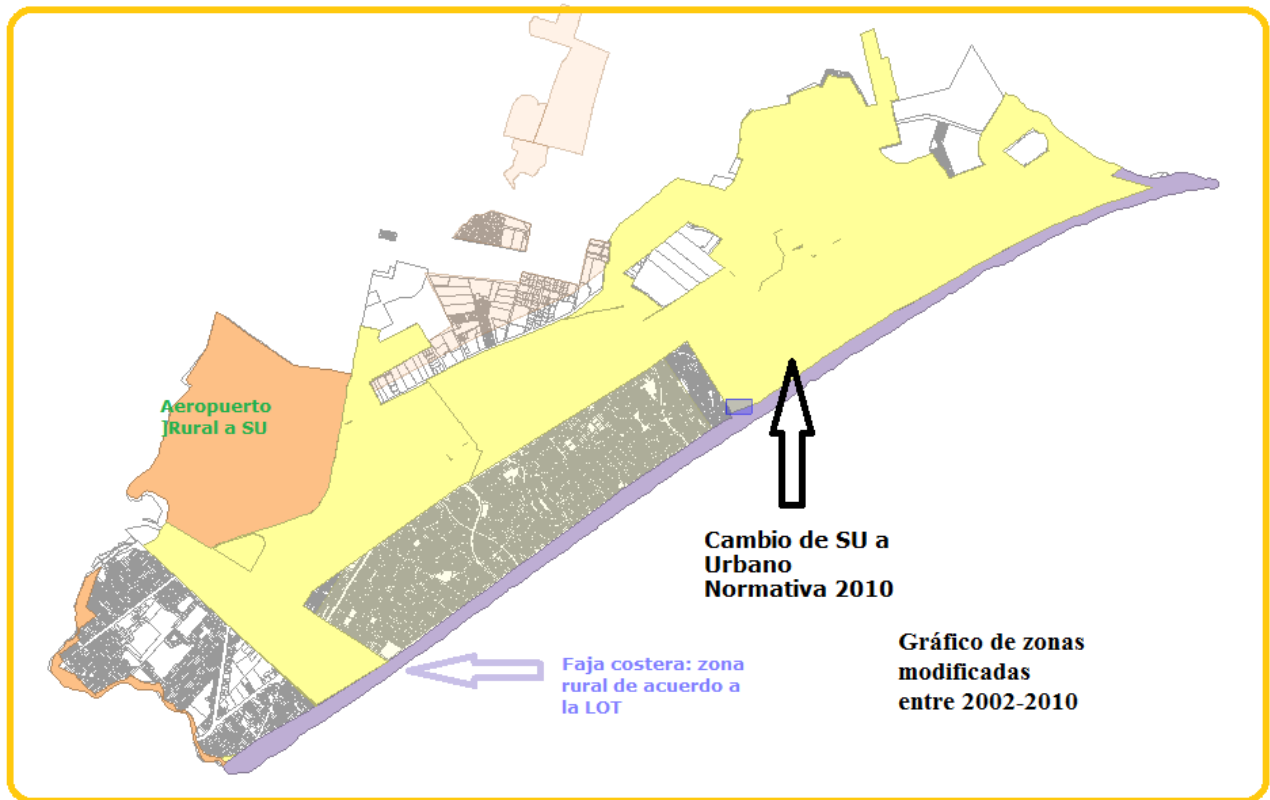 Aeropuerto
]Rural a SU
Cambio de SU a
Urbano
Normativa 2010
Faja costera: zona
rural de acuerdo a
la LOT
Gráfico de zonas
modificadas
entre 2002-2010